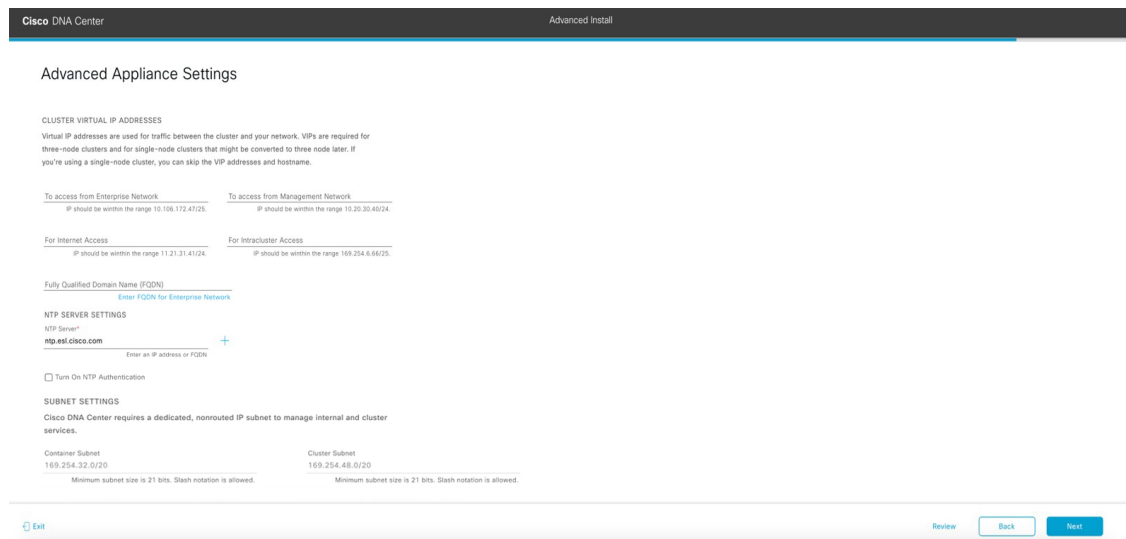 Cisco DNA Center
Advanced Install
Advanced Appliance Settings
CLUSTER VIRTUAL IP ADDRESSES
Virtual IP addresses are used for traffic between the cluster and your network. VIPs are required for
three-node clusters and for single-node clusters that might be converted to three node later. If
you're using a single-node cluster, you can skip the VIP addresses and hostname.
To access from Enterprise Network
To access from Management Network
IP should be winthin the range 10.106.172.47/25.
IP should be winthin the range 10.20.30.40/24.
For Internet Access
For Intracluster Access
IP should be winthin the range 11.21.31.41/24.
IP should be winthin the range 169.254.6.66/25.
Fully Qualified Domain Name (FQDN)
Enter FQDN for Enterprise Network
NTP SERVER SETTINGS
NTP Server*
ntp.esl.cisco.com
+
Enter an IP address or FQDN
Turn On NTP Authentication
SUBNET SETTINGS
Cisco DNA Center requires a dedicated, nonrouted IP subnet to manage internal and cluster
services.
Container Subnet
Cluster Subnet
169.254.32.0/20
169.254.48.0/20
Minimum subnet size is 21 bits. Slash notation is allowed.
Minimum subnet size is 21 bits. Slash notation is allowed.
Exit
Review
Back
Next